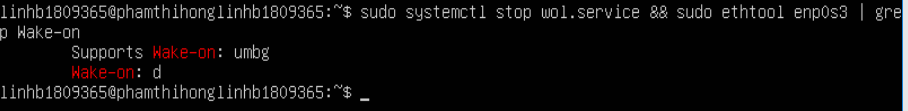 linhb1809365@phamthihonglinhb1809365:~$ sudo systemctl stop wol.service && sudo ethtool enp0s3 | gre
p Wake-on
Supports Wake-on: umbg
Wake-on: d
linhb1809365@phamthihonglinhb1809365:~$ _